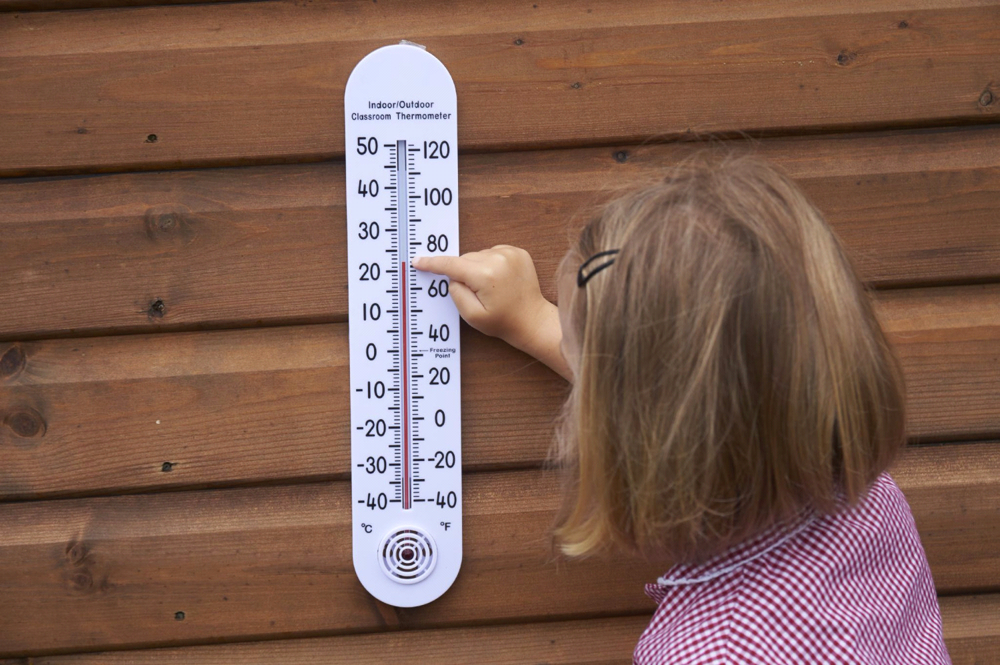 Indoor/Outdoor
Classroom Thermometer
50 120
40 100
30 80
20 60
10 40
0 ←Freezing
Point
-10 20
-20 0
-30 -20
-40 -40
°C °F